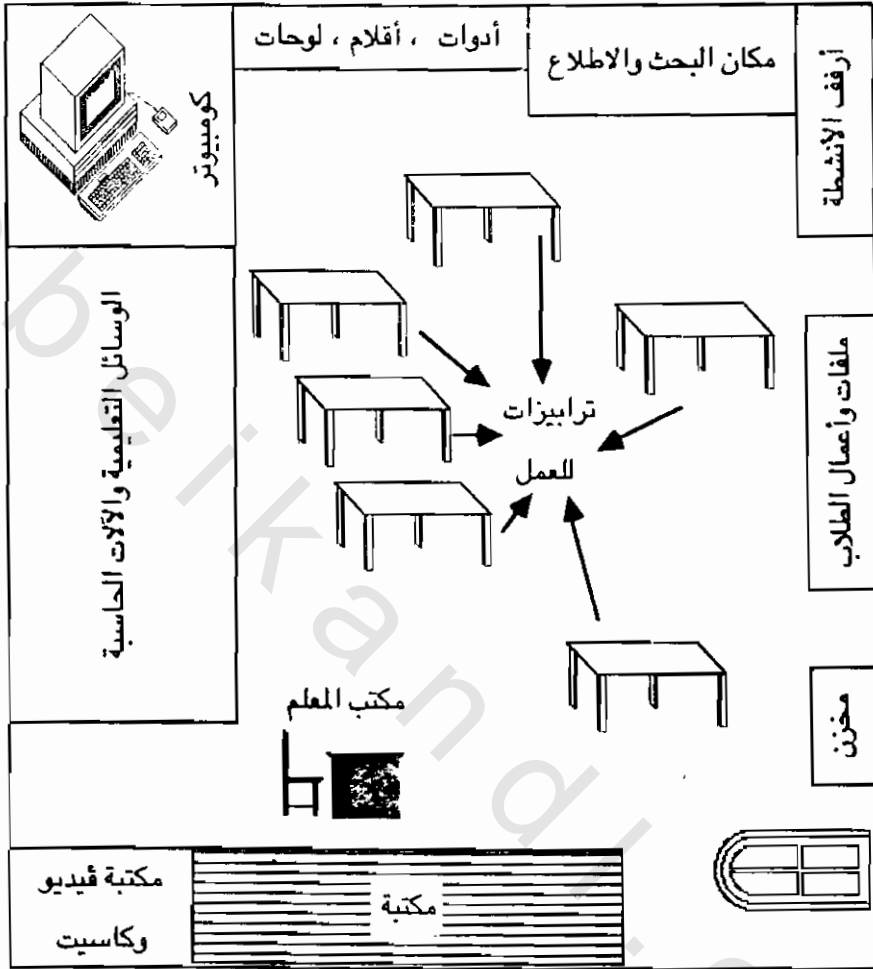 أرفف الأنشطة
مكان البحث والاطلاع
أدوات ، أقلام ، لوحات
كومبيوتر
ترابيزات
للعمل
ملفات وأعمال الطلاب
الوسائل التعليمية والآلات الحاسبة
مخزن
مكتب المعلم
مكتبة
مكتبة ڤيديو
وكاسيت
b e i k a n d l